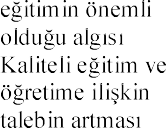 eğitimin önemli
olduğu algısı
Kaliteli eğitim ve
öğretime ilişkin
talebin artması